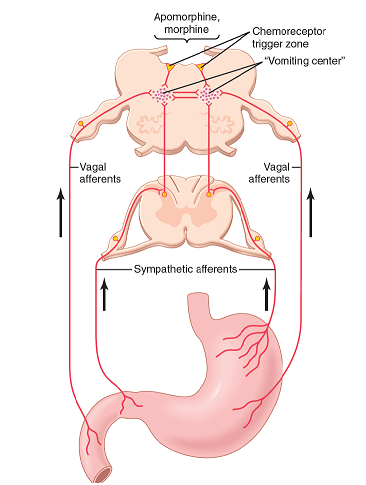 Apomorphine,
morphine
Chemoreceptor
trigger zone
“Vomiting center”
Vagal
afferents
Vagal
afferents
Sympathetic afferents